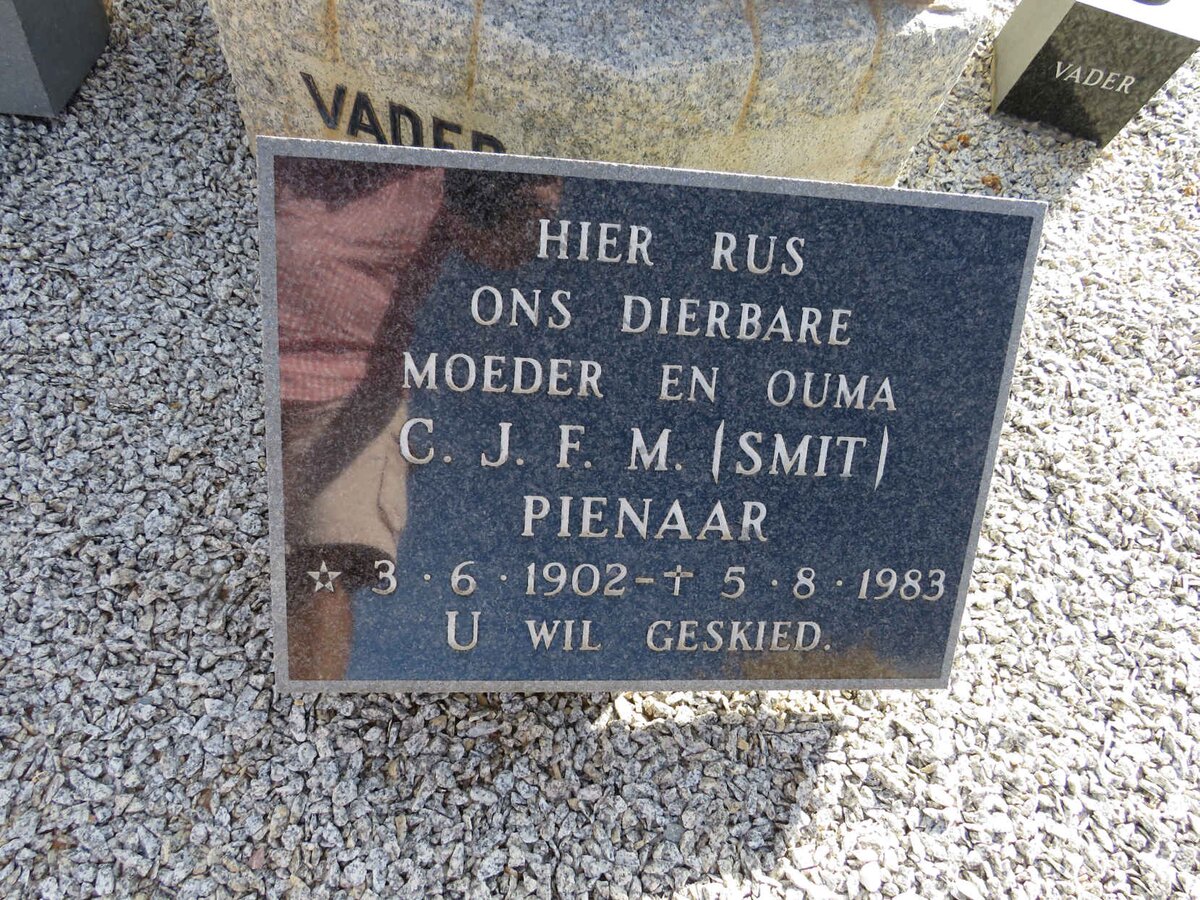 VADER
VADER
HIER RUS
ONS DIERBARE
MOEDER EN OUMA
C. J. F. M. (SMIT)
PIENAAR
☆ 3 · 6 · 1902 - † 5 · 8 · 1983
U WIL GESKIED.